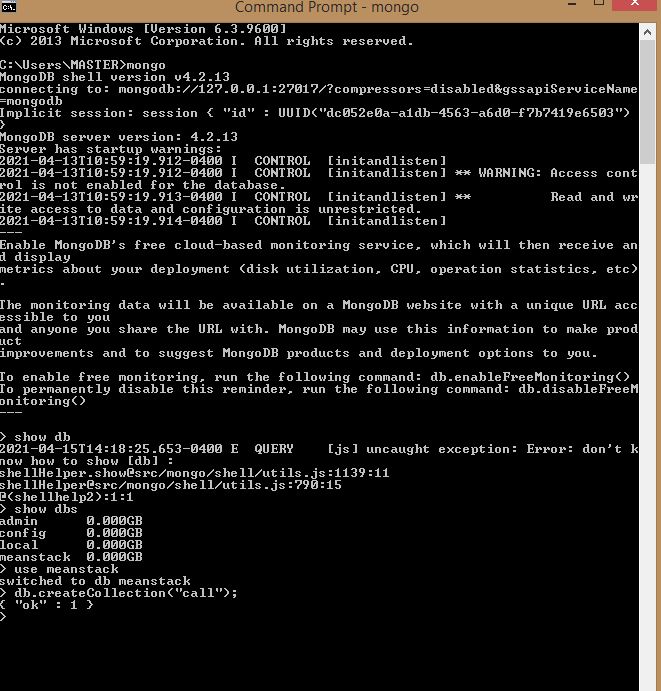 Command Prompt - mongo
Microsoft Windows [Version 6.3.9600]
(c) 2013 Microsoft Corporation. All rights reserved.
C:\Users\MASTER>mongo
MongoDB shell version v4.2.13
connecting to: mongodb://127.0.0.1:27017/?compressors=disabled&gssapiServiceName
=mongodb
Implicit session: session { "id" : UUID("dc052e0a-a1db-4563-a6d0-f7b7419e6503")
}
MongoDB server version: 4.2.13
Server has startup warnings:
2021-04-13T10:59:19.912-0400 I  CONTROL  [initandlisten]
2021-04-13T10:59:19.912-0400 I  CONTROL  [initandlisten] ** WARNING: Access cont
rol is not enabled for the database.
2021-04-13T10:59:19.913-0400 I  CONTROL  [initandlisten] **          Read and wr
ite access to data and configuration is unrestricted.
2021-04-13T10:59:19.914-0400 I  CONTROL  [initandlisten]
---
Enable MongoDB's free cloud-based monitoring service, which will then receive an
d display
metrics about your deployment (disk utilization, CPU, operation statistics, etc)
.
The monitoring data will be available on a MongoDB website with a unique URL acc
essible to you
and anyone you share the URL with. MongoDB may use this information to make prod
uct
improvements and to suggest MongoDB products and deployment options to you.
To enable free monitoring, run the following command: db.enableFreeMonitoring()
To permanently disable this reminder, run the following command: db.disableFreeM
onitoring()
---
> show db
2021-04-15T14:18:25.653-0400 E  QUERY    [js] uncaught exception: Error: don't k
now how to show [db] :
shellHelper.show@src/mongo/shell/utils.js:1139:11
shellHelper@src/mongo/shell/utils.js:790:15
@(shellhelp2):1:1
> show dbs
admin      0.000GB
config     0.000GB
local      0.000GB
meanstack  0.000GB
> use meanstack
switched to db meanstack
> db.createCollection("call");
{ "ok" : 1 }
>